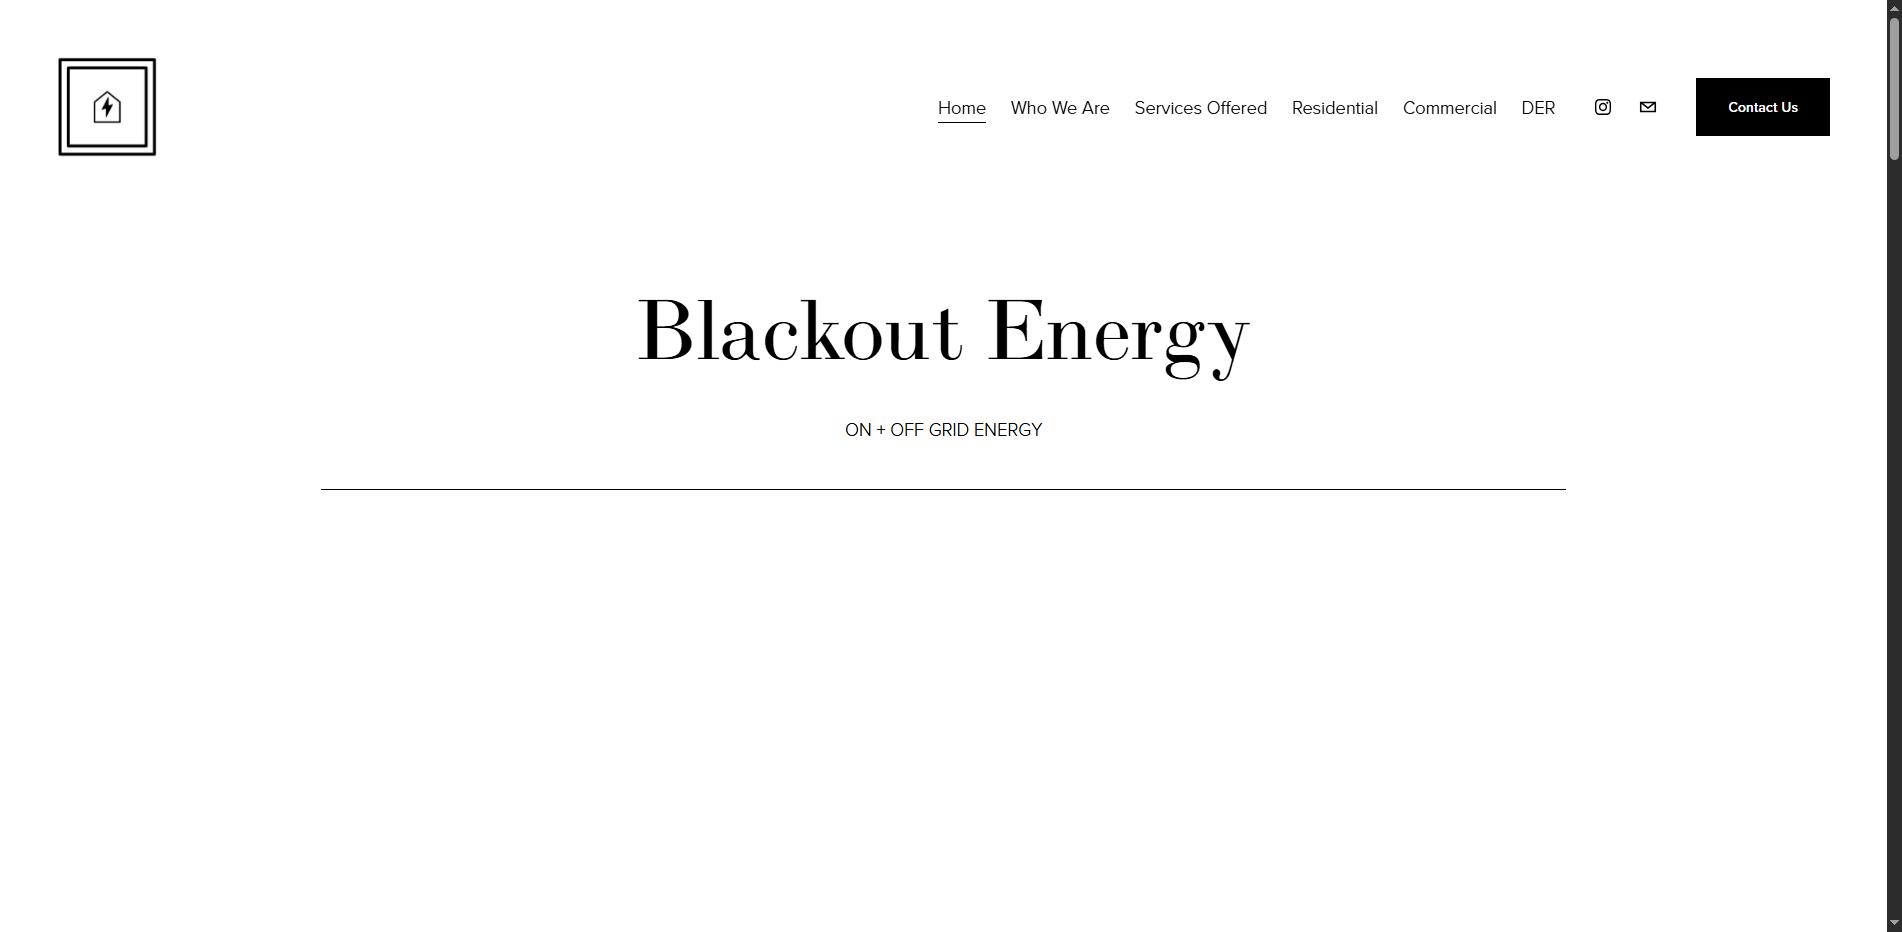 Home Who We Are Services Offered Residential Commercial DER Contact Us
Blackout Energy
ON + OFF GRID ENERGY